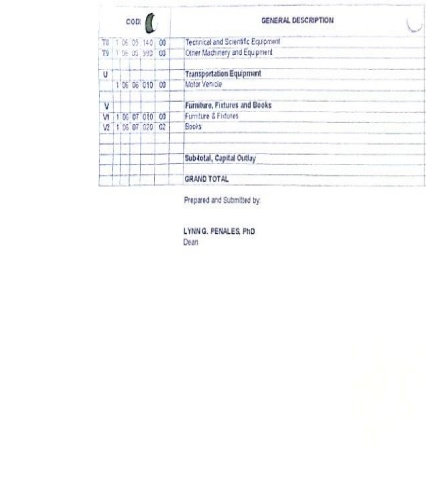 CODE GENERAL DESCRIPTION
T8 1 06 05 140 00 Technical and Scientific Equipment
T9 1 06 05 990 00 Other Machinery and Equipment
U Transportation Equipment
1 06 06 010 00 Motor Vehicle
V Furniture, Fixtures and Books
V1 1 06 07 010 00 Furniture & Fixtures
V2 1 06 07 020 02 Books
Sub-total, Capital Outlay
GRAND TOTAL
Prepared and Submitted by:
LYNN G. PENALES, PhD
Dean